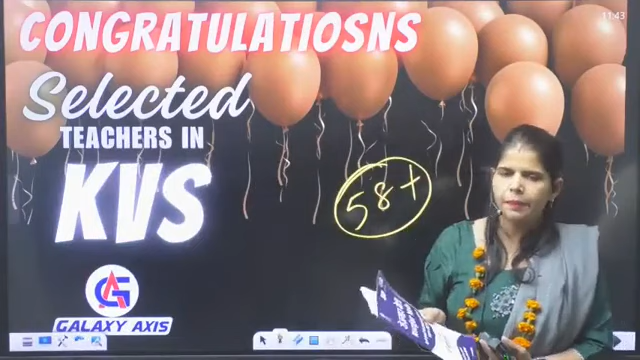 11:43
CONGRATULATIOSNS
Selected
TEACHERS IN
KVS
58+
GALAXY AXIS